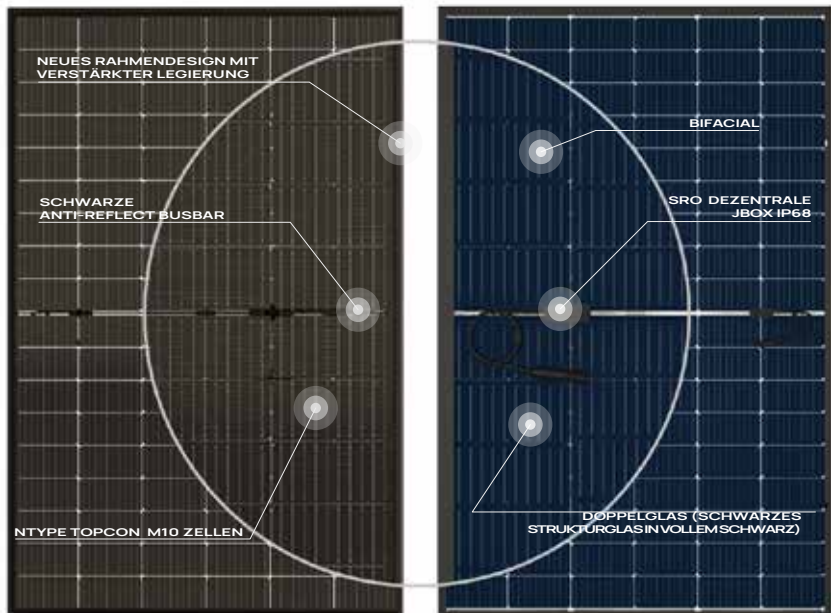 NEUES RAHMENDESIGN MIT
VERSTÄRKTER LEGIERUNG
SCHWARZE
ANTI-REFLECT BUSBAR
NTYPE TOPCON M10 ZELLEN
BIFACIAL
SRO DEZENTRALE
JBOX IP68
DOPPELGLAS (SCHWARZES
STRUKTURGLAS IN VOLLEM SCHWARZ)